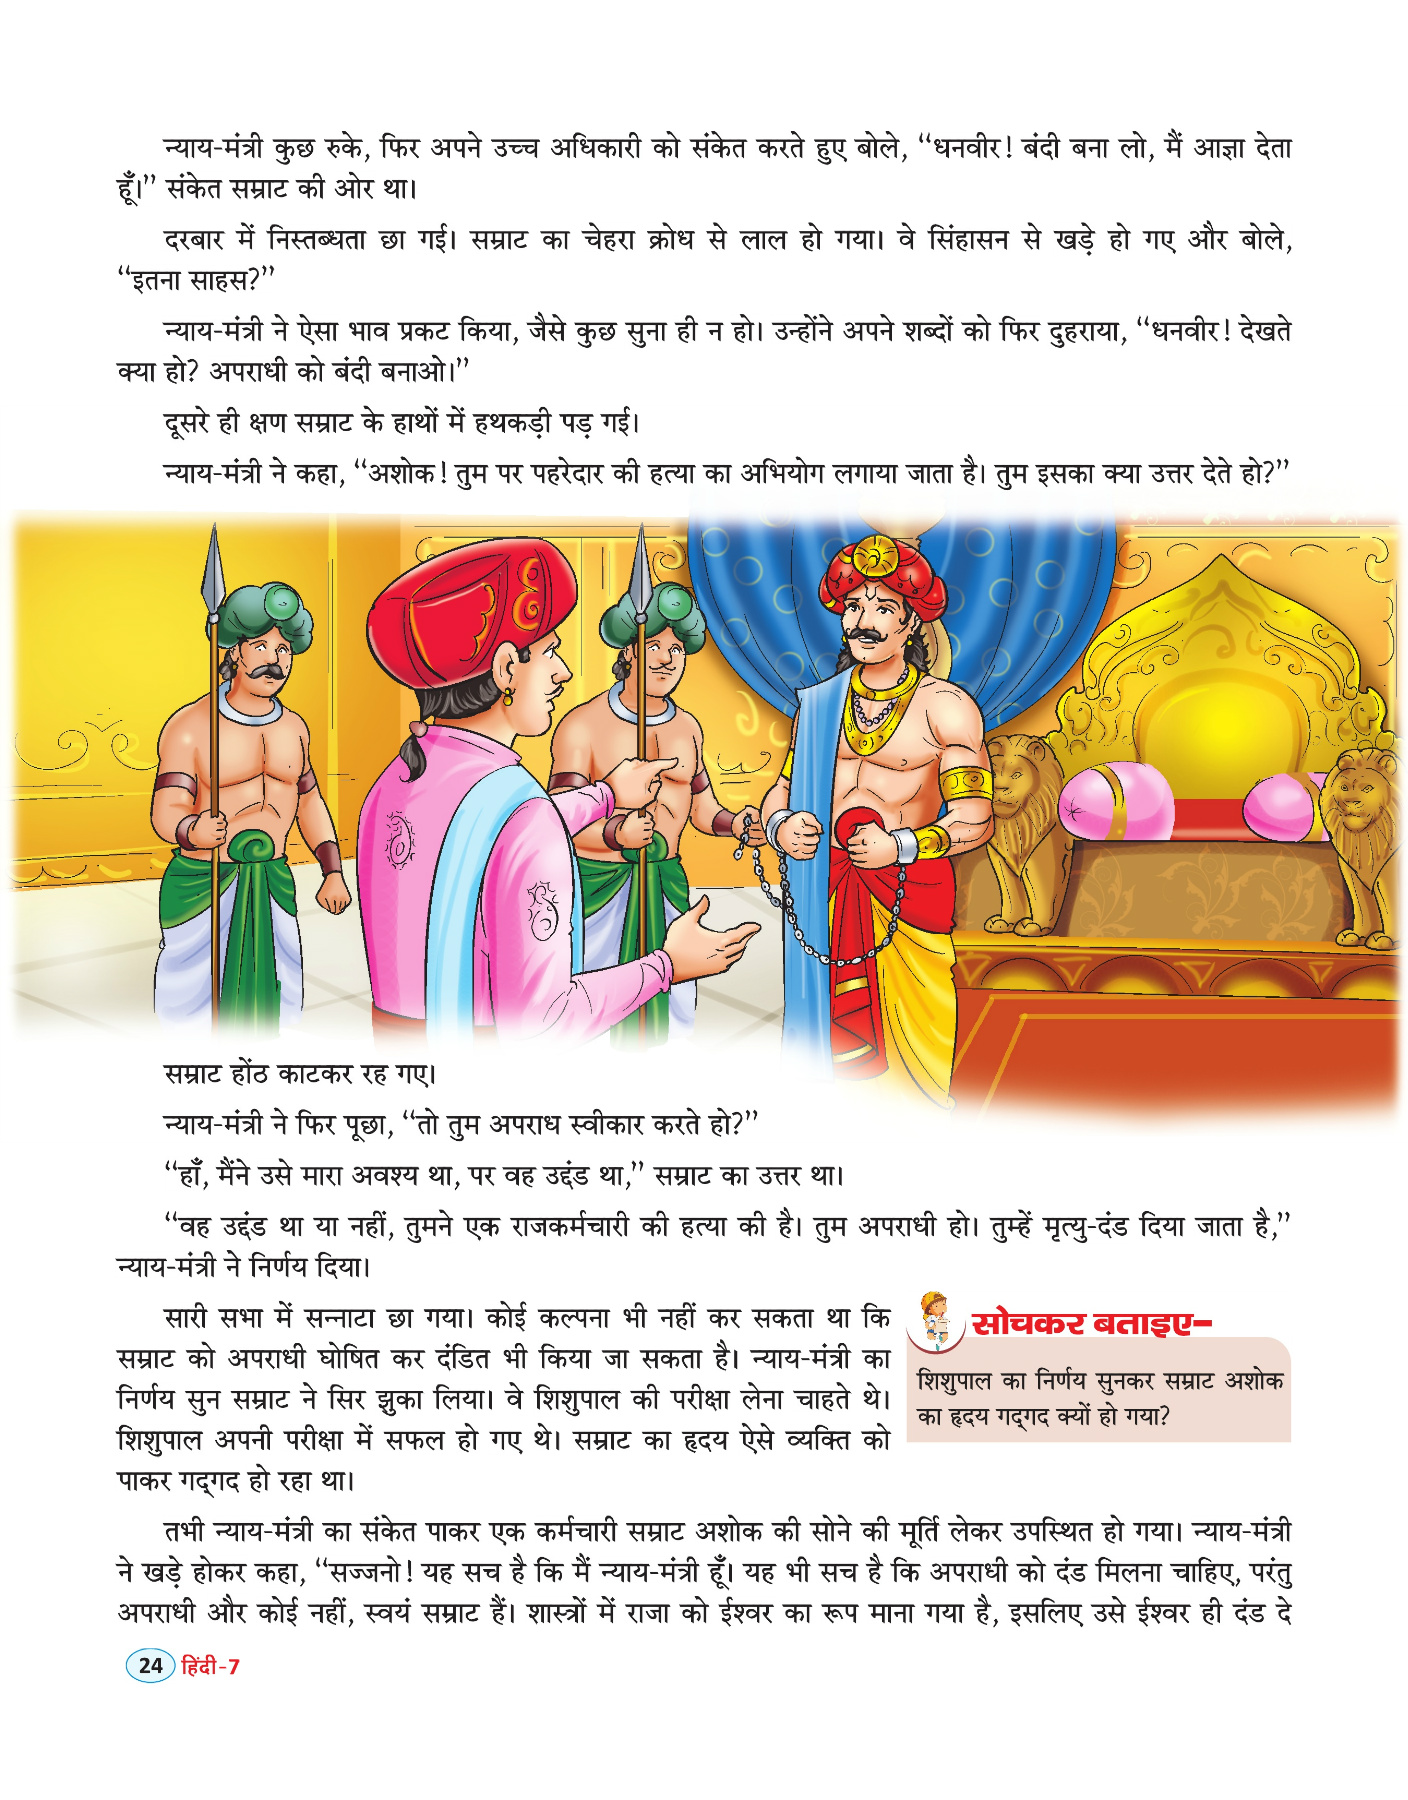 न्याय-मंत्री कुछ रुके, फिर अपने उच्च अधिकारी को संकेत करते हुए बोले, “धनवीर! बंदी बना लो, मैं आज्ञा देता
हूँ।” संकेत सम्राट की ओर था।
दरबार में निस्तब्धता छा गई। सम्राट का चेहरा क्रोध से लाल हो गया। वे सिंहासन से खड़े हो गए और बोले,
“इतना साहस?”
न्याय-मंत्री ने ऐसा भाव प्रकट किया, जैसे कुछ सुना ही न हो। उन्होंने अपने शब्दों को फिर दुहराया, “धनवीर! देखते
क्या हो? अपराधी को बंदी बनाओ।”
दूसरे ही क्षण सम्राट के हाथों में हथकड़ी पड़ गई।
न्याय-मंत्री ने कहा, “अशोक! तुम पर पहरेदार की हत्या का अभियोग लगाया जाता है। तुम इसका क्या उत्तर देते हो?”
सम्राट होंठ काटकर रह गए।
न्याय-मंत्री ने फिर पूछा, “तो तुम अपराध स्वीकार करते हो?”
“हाँ, मैंने उसे मारा अवश्य था, पर वह उद्दंड था,” सम्राट का उत्तर था।
“वह उद्दंड था या नहीं, तुमने एक राजकर्मचारी की हत्या की है। तुम अपराधी हो। तुम्हें मृत्यु-दंड दिया जाता है,”
न्याय-मंत्री ने निर्णय दिया।
सारी सभा में सन्नाटा छा गया। कोई कल्पना भी नहीं कर सकता था कि
सम्राट को अपराधी घोषित कर दंडित भी किया जा सकता है। न्याय-मंत्री का
निर्णय सुन सम्राट ने सिर झुका लिया। वे शिशुपाल की परीक्षा लेना चाहते थे।
शिशुपाल अपनी परीक्षा में सफल हो गए थे। सम्राट का हृदय ऐसे व्यक्ति को
पाकर गद्‌गद हो रहा था।
सोचकर बताइए–
शिशुपाल का निर्णय सुनकर सम्राट अशोक
का हृदय गद्‌गद क्यों हो गया?
तभी न्याय-मंत्री का संकेत पाकर एक कर्मचारी सम्राट अशोक की सोने की मूर्ति लेकर उपस्थित हो गया। न्याय-मंत्री
ने खड़े होकर कहा, “सज्जनो! यह सच है कि मैं न्याय-मंत्री हूँ। यह भी सच है कि अपराधी को दंड मिलना चाहिए, परंतु
अपराधी और कोई नहीं, स्वयं सम्राट हैं। शास्त्रों में राजा को ईश्वर का रूप माना गया है, इसलिए उसे ईश्वर ही दंड दे
24 हिंदी-7